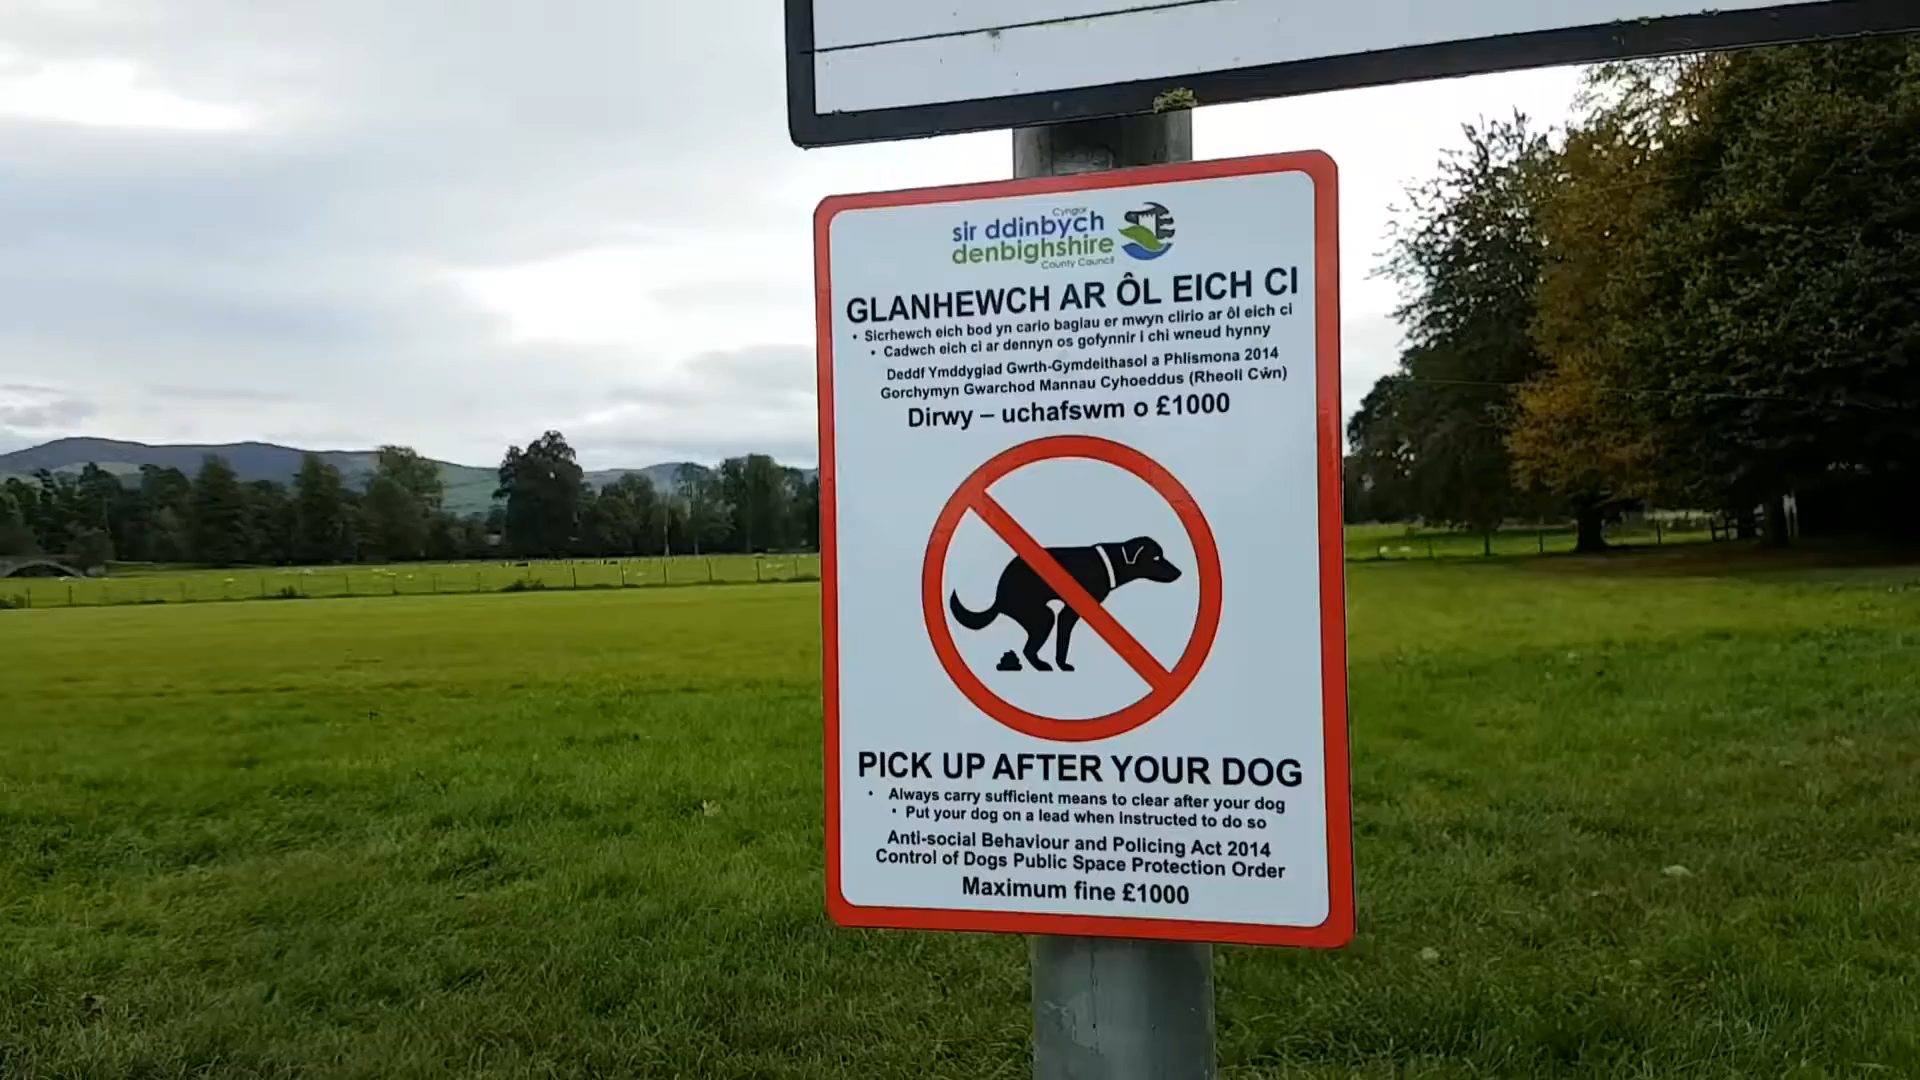 Cyngor
sir ddinbych
denbighshire
County Council
GLANHEWCH AR ÔL EICH CI
• Sicrhewch eich bod yn cario baglau er mwyn clirio ar ôl eich ci
• Cadwch eich ci ar dennyn os gofynnir i chi wneud hynny
Deddf Ymddygiad Gwrth-Gymdeithasol a Phlismona 2014
Gorchymyn Gwarchod Mannau Cyhoeddus (Rheoli Cŵn)
Dirwy – uchafswm o £1000
PICK UP AFTER YOUR DOG
• Always carry sufficient means to clear after your dog
• Put your dog on a lead when instructed to do so
Anti-social Behaviour and Policing Act 2014
Control of Dogs Public Space Protection Order
Maximum fine £1000